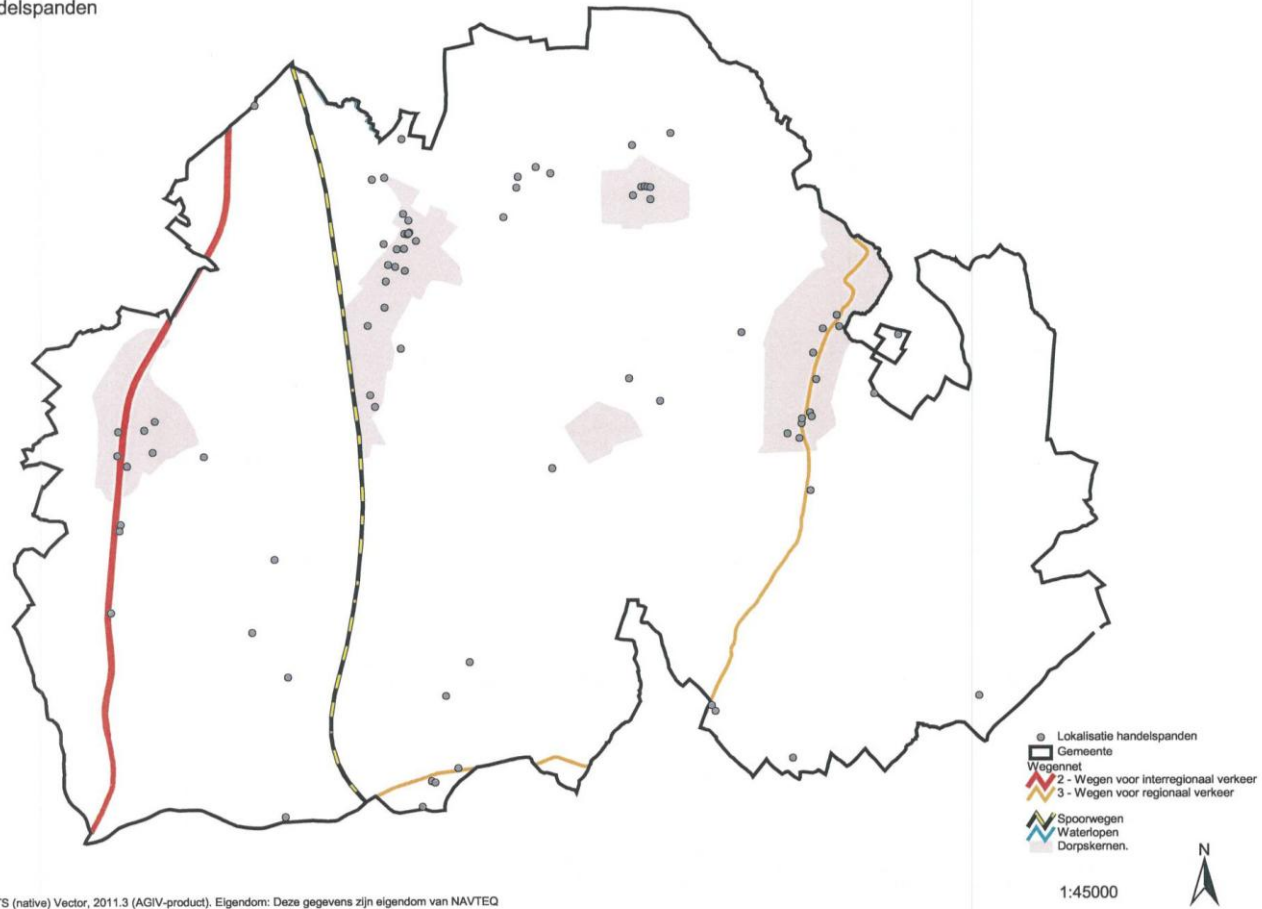 delspanden
Lokalisatie handelspanden
Gemeente
Wegennet
2 - Wegen voor interregionaal verkeer
3 - Wegen voor regionaal verkeer
Spoorwegen
Waterlopen
Dorpskernen.
N
1:45000
TS (native) Vector, 2011.3 (AGIV-product). Eigendom: Deze gegevens zijn eigendom van NAVTEQ